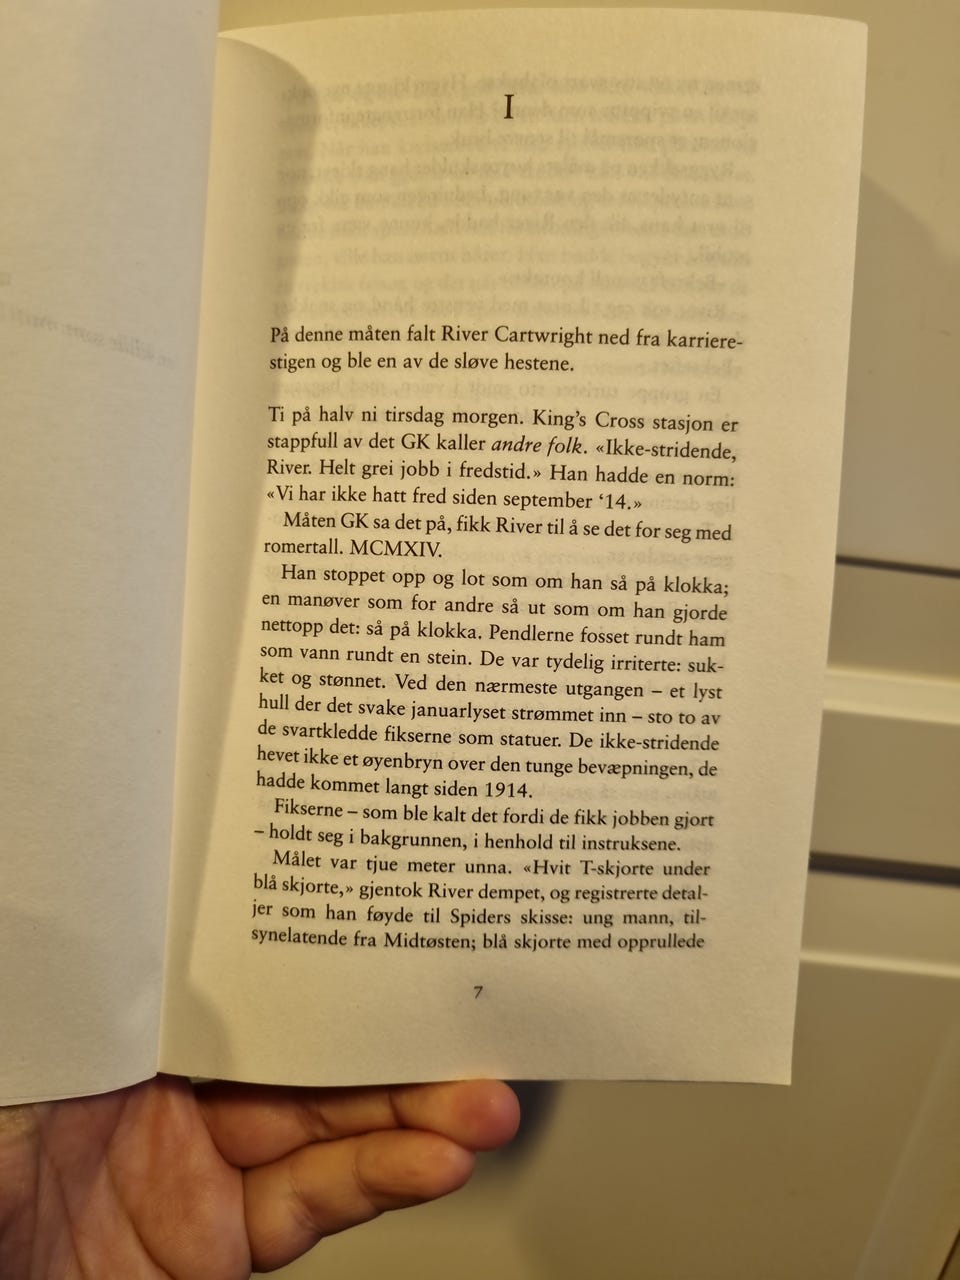 I
På denne måten falt River Cartwright ned fra karriere-
stigen og ble en av de sløve hestene.
Ti på halv ni tirsdag morgen. King's Cross stasjon er
stappfull av det GK kaller andre folk. «Ikke-stridende,
River. Helt grei jobb i fredstid.» Han hadde en norm:
«Vi har ikke hatt fred siden september ‘14.»
Måten GK sa det på, fikk River til å se det for seg med
romertall. MCMXIV.
Han stoppet opp og lot som om han så på klokka;
en manøver som for andre så ut som om han gjorde
nettopp det: så på klokka. Pendlerne fosset rundt ham
som vann rundt en stein. De var tydelig irriterte: suk-
ket og stønnet. Ved den nærmeste utgangen – et lyst
hull der det svake januarlyset strømmet inn – sto to av
de svartkledde fikserne som statuer. De ikke-stridende
hevet ikke et øyenbryn over den tunge bevæpningen, de
hadde kommet langt siden 1914.
Fikserne – som ble kalt det fordi de fikk jobben gjort
– holdt seg i bakgrunnen, i henhold til instruksene.
Målet var tjue meter unna. «Hvit T-skjorte under
blå skjorte,» gjentok River dempet, og registrerte detal-
jer som han føyde til Spiders skisse: ung mann, til-
synelatende fra Midtøsten; blå skjorte med opprullede
7